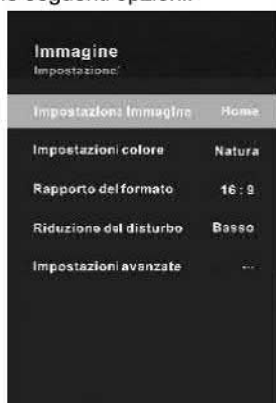 seguenti opzioni.
Immagine
Impostazione
Impostazioni Immagine Home
Impostazioni colore Natura
Rapporto del formato 16:9
Riduzione del disturbo Basso
Impostazioni avanzate ...